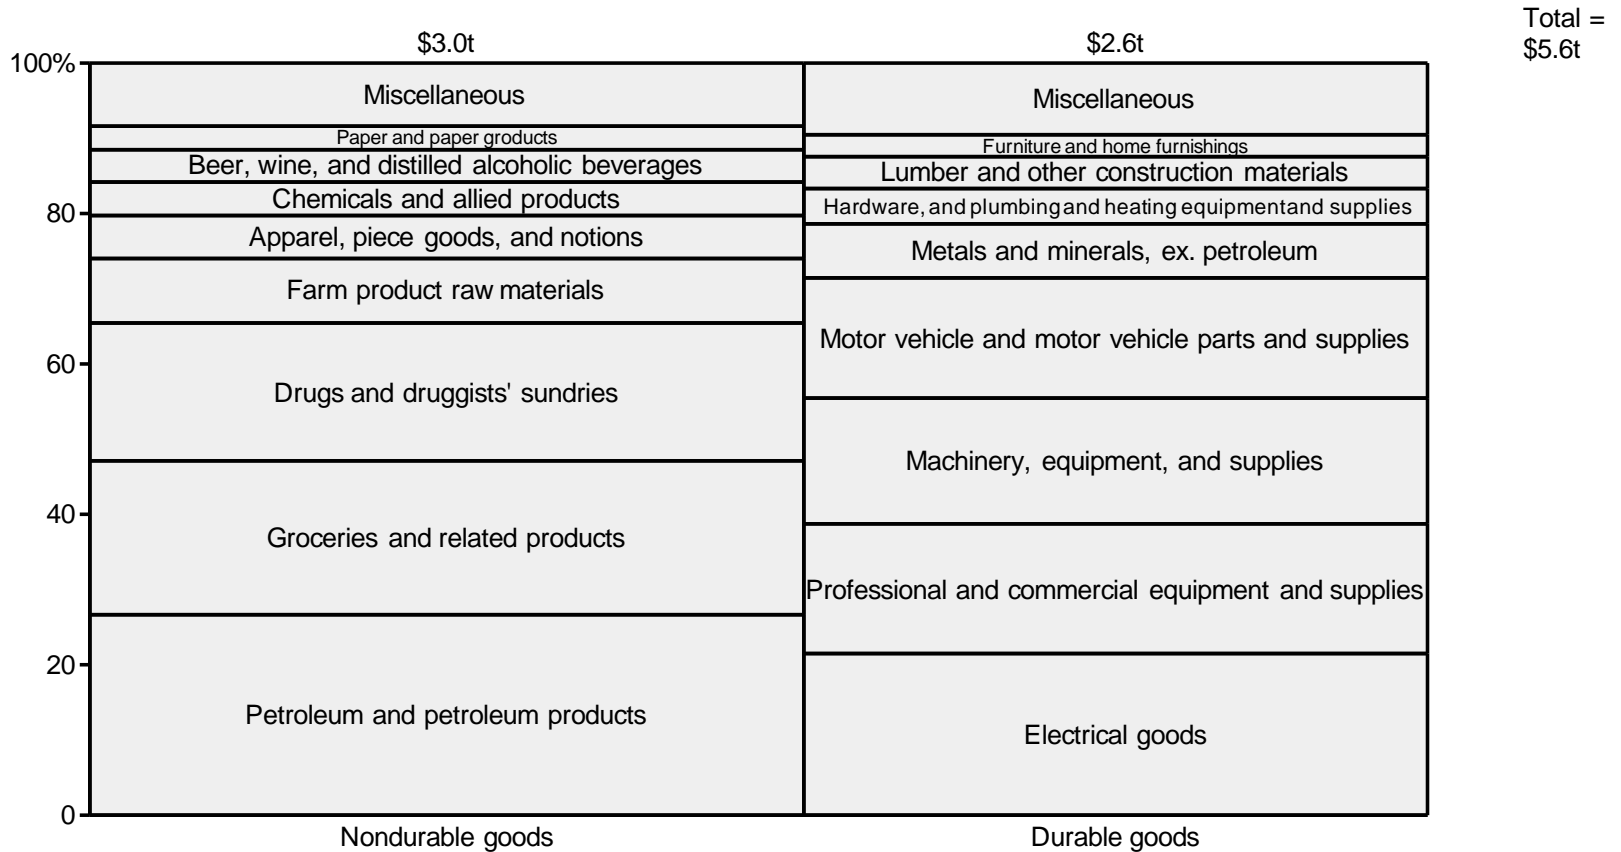 Total =
$5.6t
$3.0t
$2.6t
100%
80
60
40
20
0
Miscellaneous
Paper and paper groducts
Beer, wine, and distilled alcoholic beverages
Chemicals and allied products
Apparel, piece goods, and notions
Farm product raw materials
Drugs and druggists' sundries
Groceries and related products
Petroleum and petroleum products
Miscellaneous
Furniture and home furnishings
Lumber and other construction materials
Hardware, and plumbing and heating equipment and supplies
Metals and minerals, ex. petroleum
Motor vehicle and motor vehicle parts and supplies
Machinery, equipment, and supplies
Professional and commercial equipment and supplies
Electrical goods
Nondurable goods
Durable goods